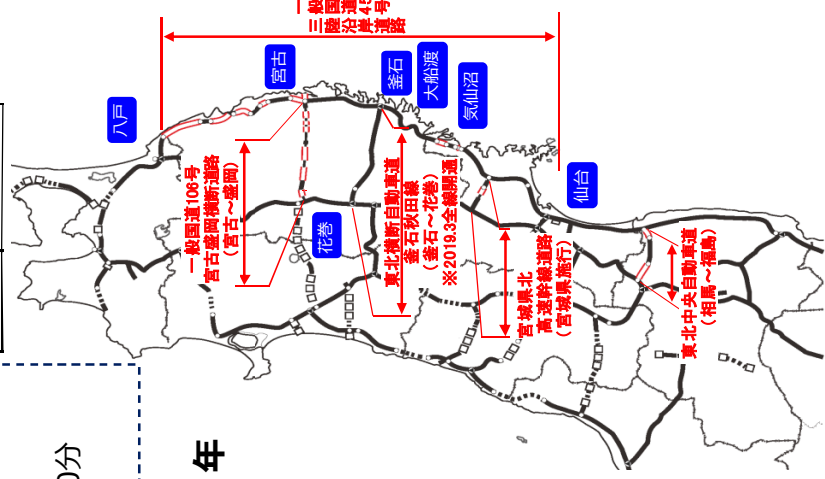 一般国道45号
三陸沿岸道路
八戸
宮古
釜石
大船渡
気仙沼
仙台
花巻
一般国道106号
宮古盛岡横断道路
（宮古～盛岡）
東北横断自動車道
釜石秋田線
（釜石～花巻）
※2019.3全線開通
宮城県北
高速幹線道路
（宮城県施行）
東北中央自動車道
（相馬～福島）
0分
年